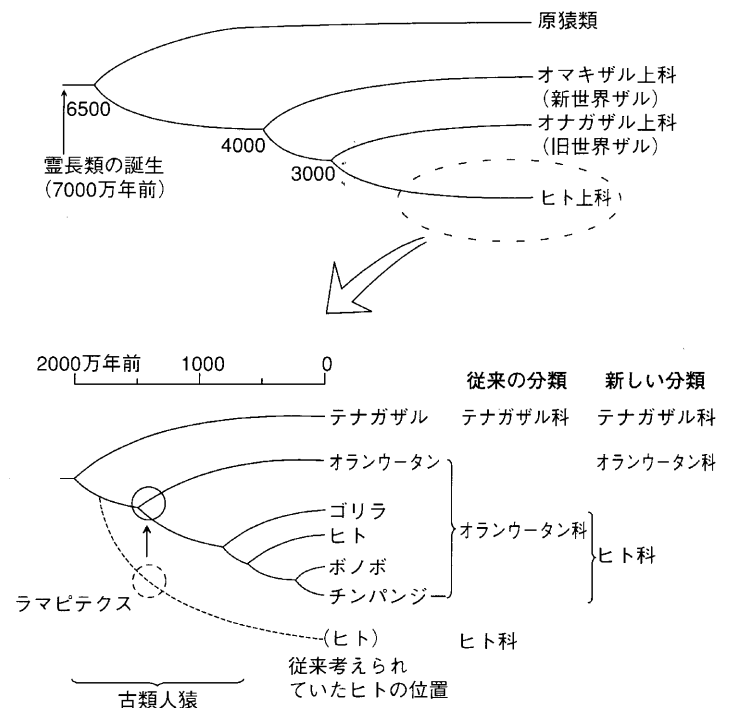 原猿類
オマキザル上科
(新世界ザル)
6500
オナガザル上科
4000
(旧世界ザル)
霊長類の誕生
3000
(7000万年前)
ヒト上科
2000万年前 1000 0
従来の分類 新しい分類
テナガザル テナガザル科 テナガザル科
オランウータン オランウータン科
ゴリラ
ヒト オランウータン科
ヒト科
ボノボ
チンパンジー
ラマピテクス
(ヒト) ヒト科
従来考えられ
ていたヒトの位置
古類人猿